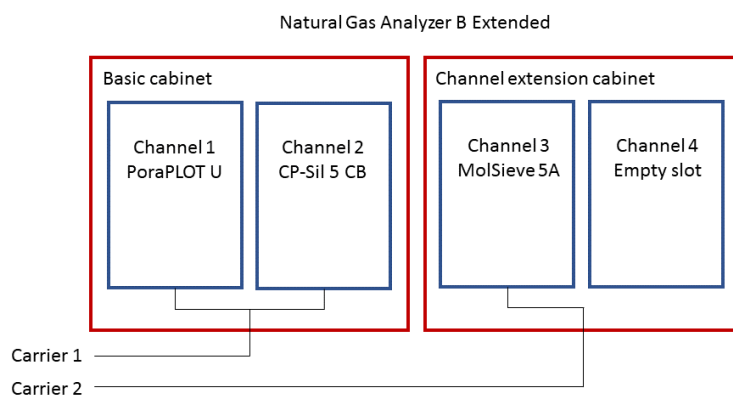 Natural Gas Analyzer B Extended
Basic cabinet
Channel 1
PoraPLOT U
Channel 2
CP-Sil 5 CB
Channel extension cabinet
Channel 3
MolSieve 5A
Channel 4
Empty slot
Carrier 1
Carrier 2